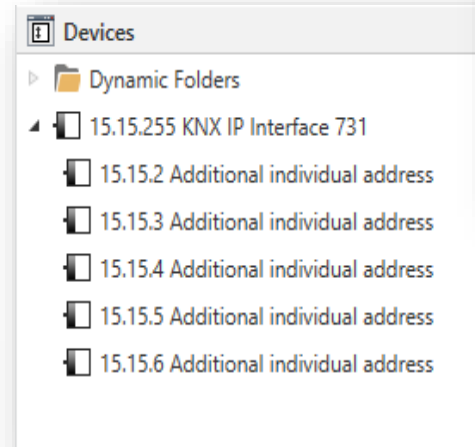 Devices
Dynamic Folders
15.15.255 KNX IP Interface 731
15.15.2 Additional individual address
15.15.3 Additional individual address
15.15.4 Additional individual address
15.15.5 Additional individual address
15.15.6 Additional individual address